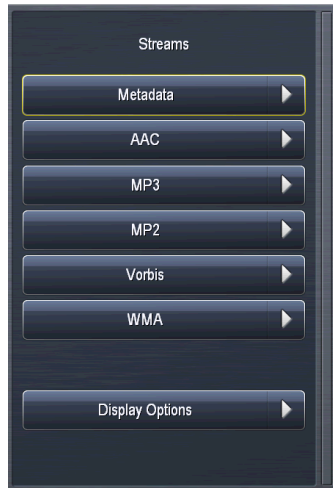 Streams
Metadata
AAC
MP3
MP2
Vorbis
WMA
Display Options